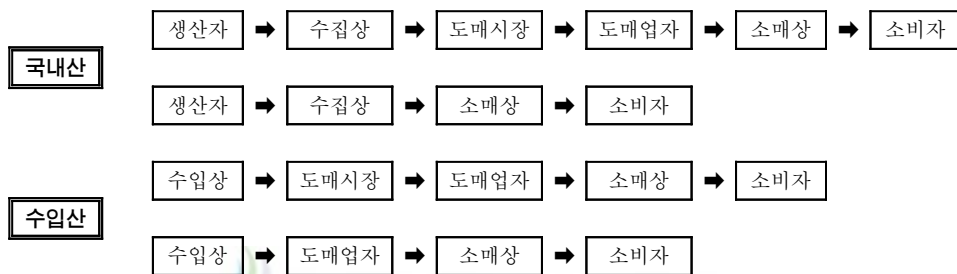 생산자 ➡ 수집상 ➡ 도매시장 ➡ 도매업자 ➡ 소매상 ➡ 소비자
국내산
생산자 ➡ 수집상 ➡ 소매상 ➡ 소비자
수입상 ➡ 도매시장 ➡ 도매업자 ➡ 소매상 ➡ 소비자
수입산
수입상 ➡ 도매업자 ➡ 소매상 ➡ 소비자